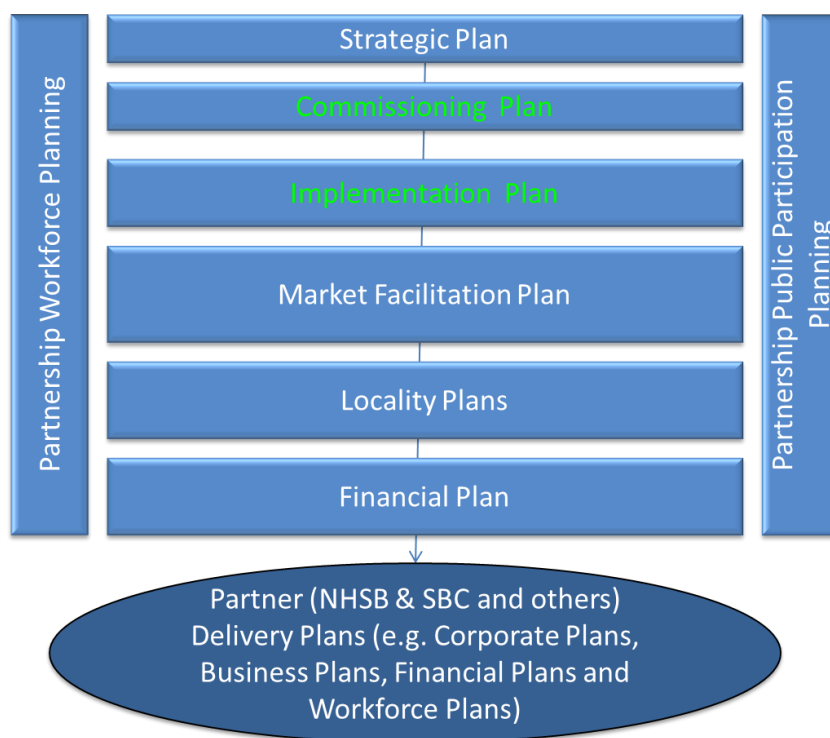 Partnership Workforce Planning
Strategic Plan
Commissioning Plan
Implementation Plan
Market Facilitation Plan
Locality Plans
Financial Plan
Partnership Public Participation
Planning
Partner (NHSB & SBC and others)
Delivery Plans (e.g. Corporate Plans,
Business Plans, Financial Plans and
Workforce Plans)